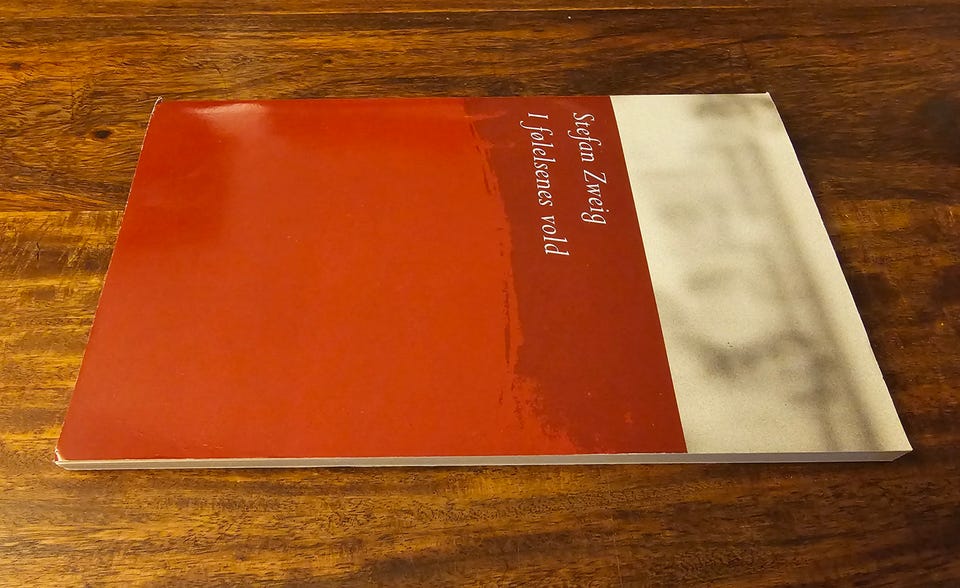 Stefan Zweig
I følelsenes vold